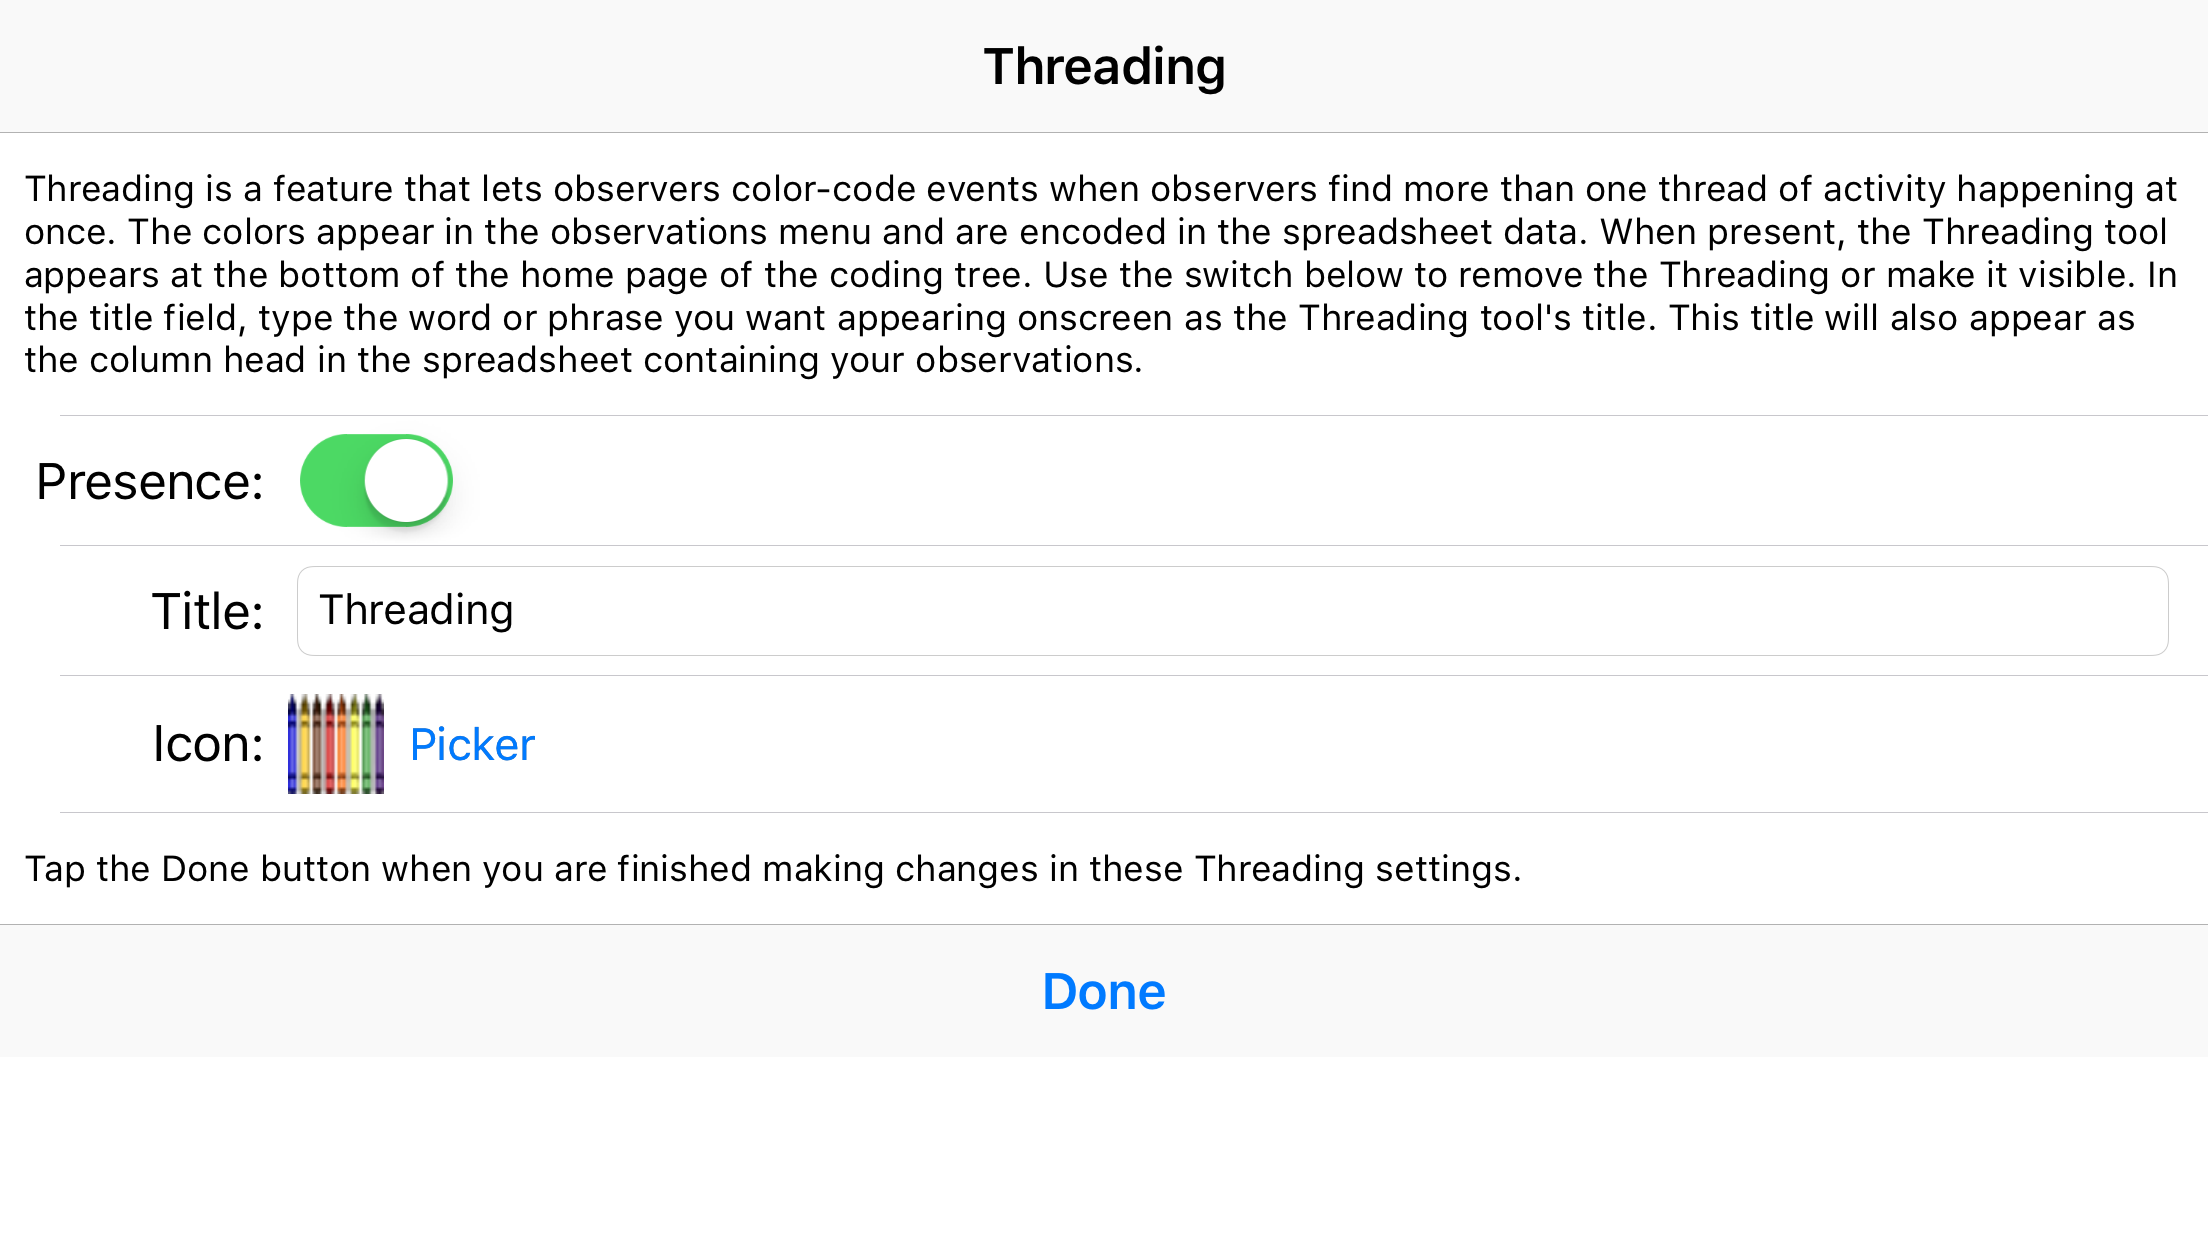 Threading
Threading is a feature that lets observers color-code events when observers find more than one thread of activity happening at
once. The colors appear in the observations menu and are encoded in the spreadsheet data. When present, the Threading tool
appears at the bottom of the home page of the coding tree. Use the switch below to remove the Threading or make it visible. In
the title field, type the word or phrase you want appearing onscreen as the Threading tool's title. This title will also appear as
the column head in the spreadsheet containing your observations.
Presence:
Title: Threading
Icon: Picker
Tap the Done button when you are finished making changes in these Threading settings.
Done